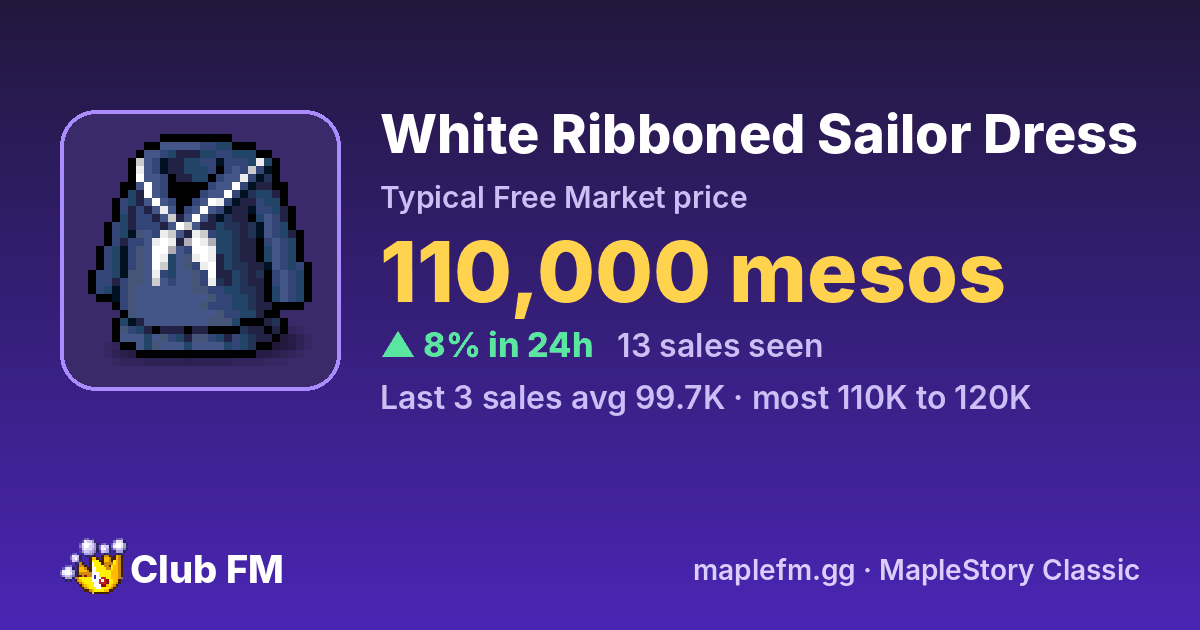 White Ribboned Sailor Dress
Typical Free Market price
110,000 mesos
▲ 8% in 24h 13 sales seen
Last 3 sales avg 99.7K · most 110K to 120K
Club FM
maplefm.gg · MapleStory Classic